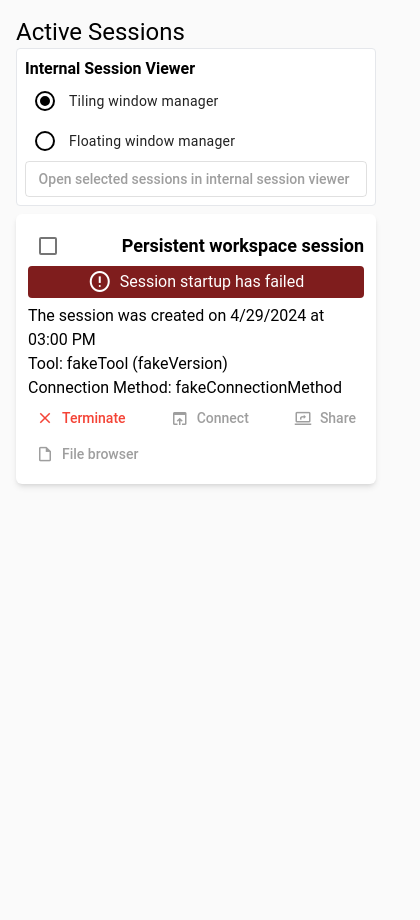 Active Sessions
Internal Session Viewer
Tiling window manager
Floating window manager
Open selected sessions in internal session viewer
Persistent workspace session
Session startup has failed
The session was created on 4/29/2024 at
03:00 PM
Tool: fakeTool (fakeVersion)
Connection Method: fakeConnectionMethod
Terminate Connect Share
File browser